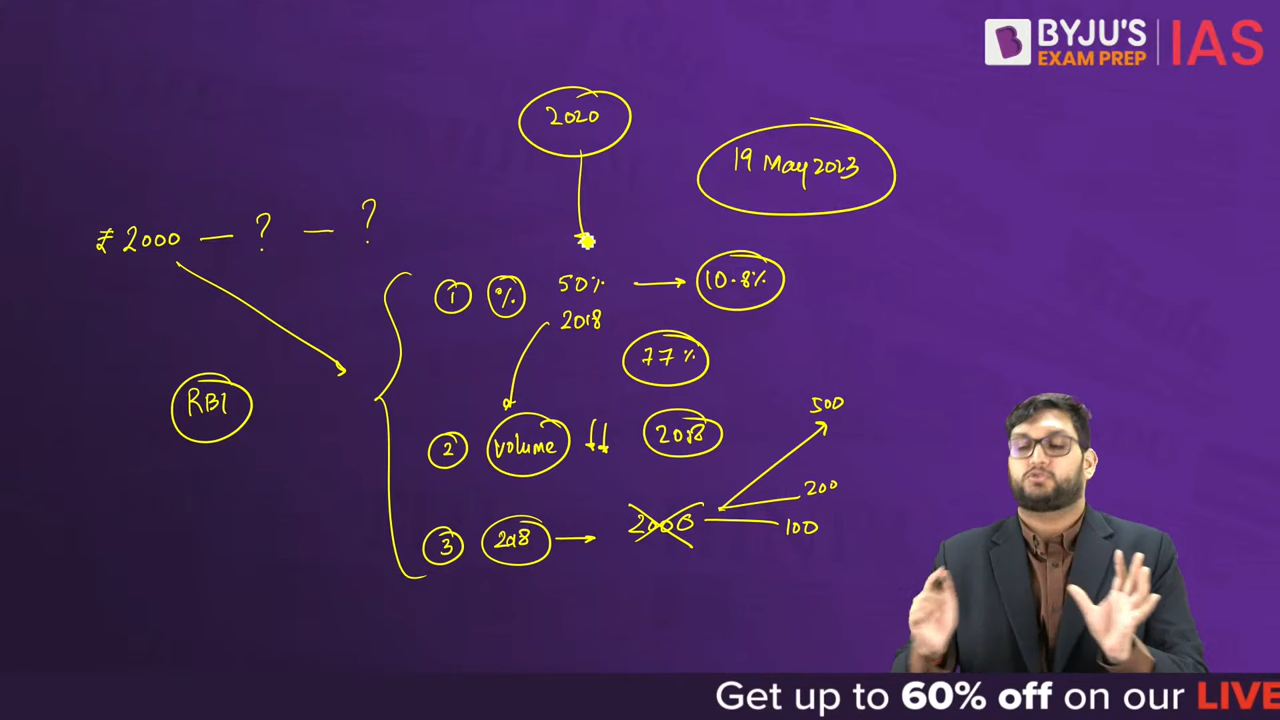 BYJU'S
EXAM PREP
IAS
2020
19 May 2023
₹ 2000 — ? — ?
① % 50% → 10.8%
2018
77%
RBI
② Volume ↓↓ 2018
③ 2018 → 2000
500
200
100
Get up to 60% off on our LIVE